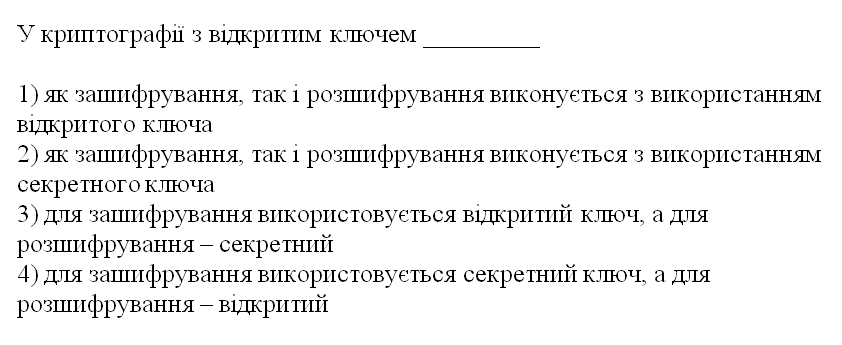 У криптографії з відкритим ключем _________
1) як зашифрування, так і розшифрування виконується з використанням
відкритого ключа
2) як зашифрування, так і розшифрування виконується з використанням
секретного ключа
3) для зашифрування використовується відкритий ключ, а для
розшифрування – секретний
4) для зашифрування використовується секретний ключ, а для
розшифрування – відкритий